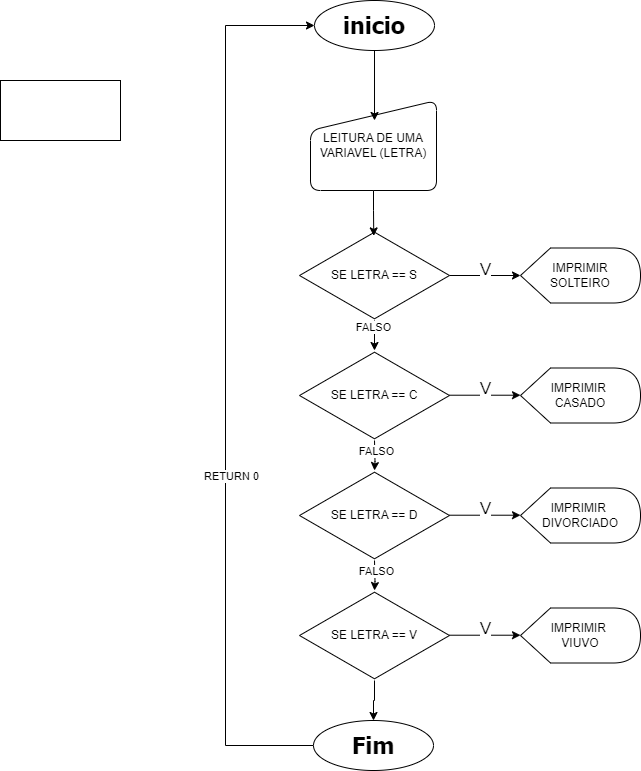 inicio
LEITURA DE UMA
VARIAVEL (LETRA)
SE LETRA == S
V
IMPRIMIR
SOLTEIRO
FALSO
SE LETRA == C
V
IMPRIMIR
CASADO
FALSO
RETURN 0
SE LETRA == D
V
IMPRIMIR
DIVORCIADO
FALSO
SE LETRA == V
V
IMPRIMIR
VIUVO
Fim